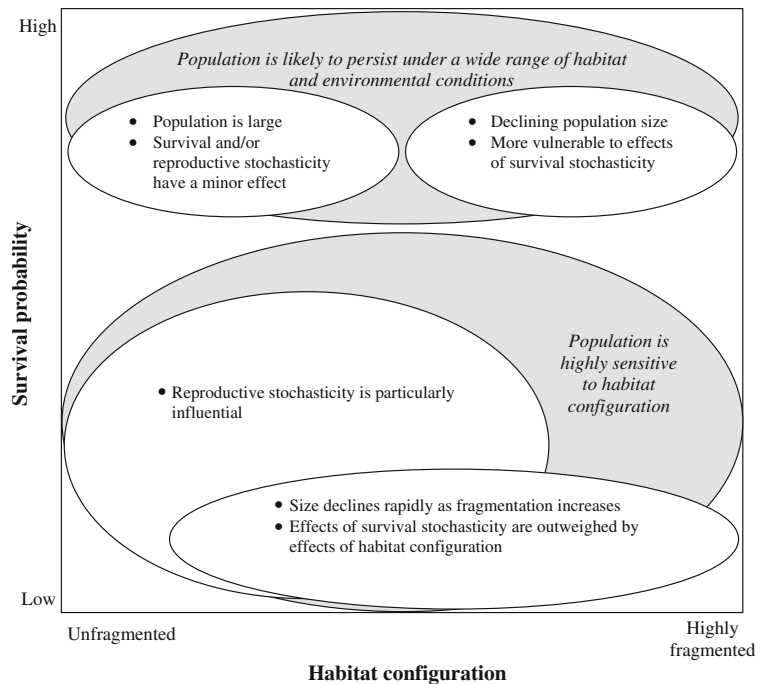 High
Population is likely to persist under a wide range of habitat
and environmental conditions
• Population is large
• Survival and/or
reproductive stochasticity
have a minor effect
• Declining population size
• More vulnerable to effects
of survival stochasticity
Survival probability
Population is
highly sensitive
to habitat
configuration
• Reproductive stochasticity is particularly
influential
• Size declines rapidly as fragmentation increases
• Effects of survival stochasticity are outweighed by
effects of habitat configuration
Low
Unfragmented
Highly
fragmented
Habitat configuration